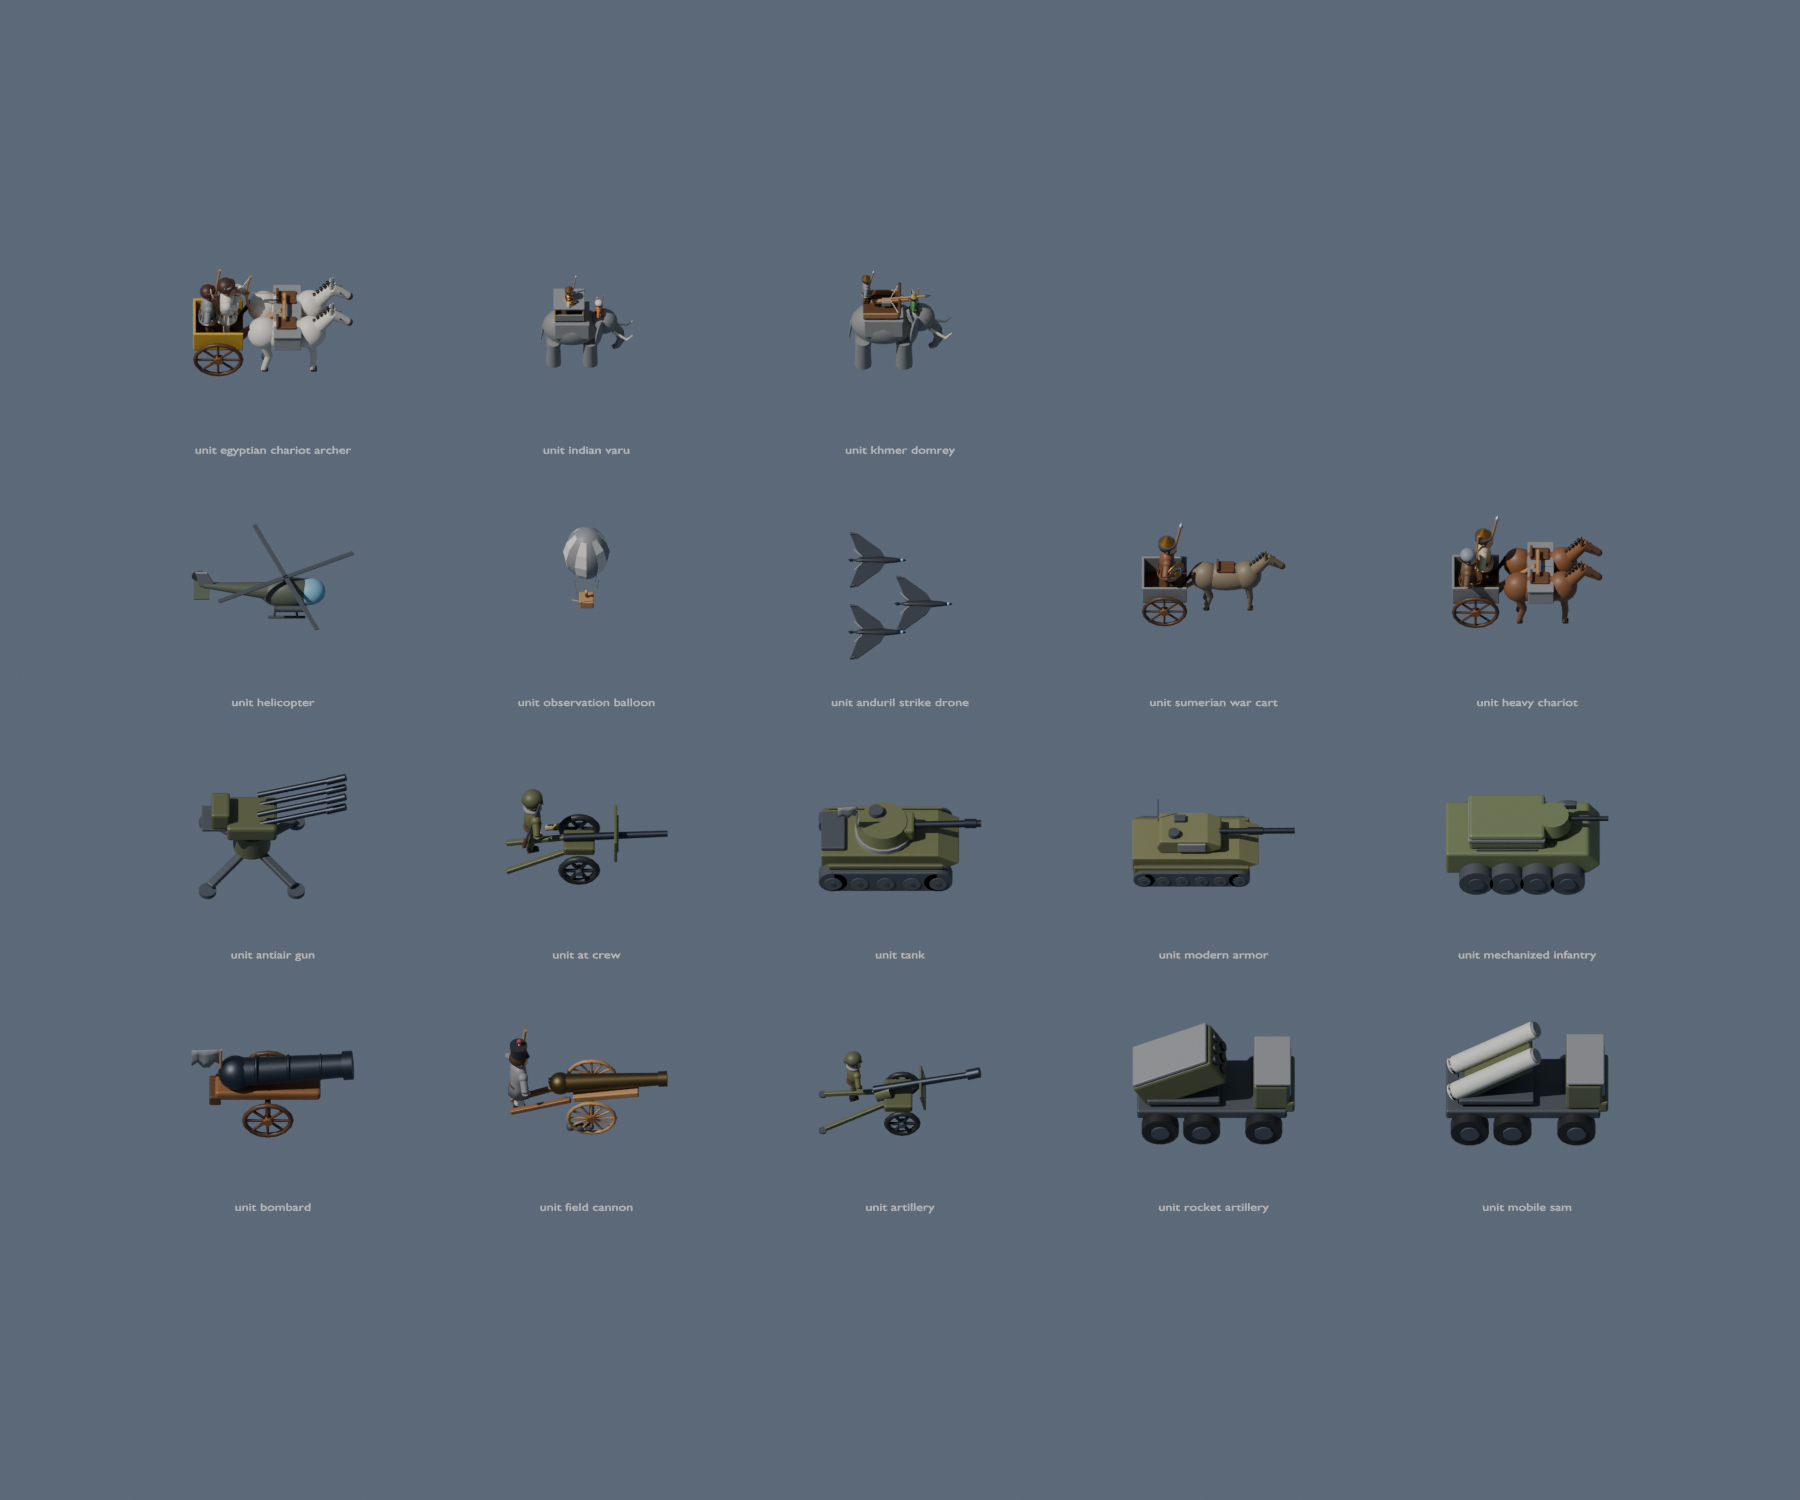 unit egyptian chariot archer
unit indian varu
unit khmer domrey
unit helicopter
unit observation balloon
unit anduril strike drone
unit sumerian war cart
unit heavy chariot
unit antiair gun
unit at crew
unit tank
unit modern armor
unit mechanized infantry
unit bombard
unit field cannon
unit artillery
unit rocket artillery
unit mobile sam